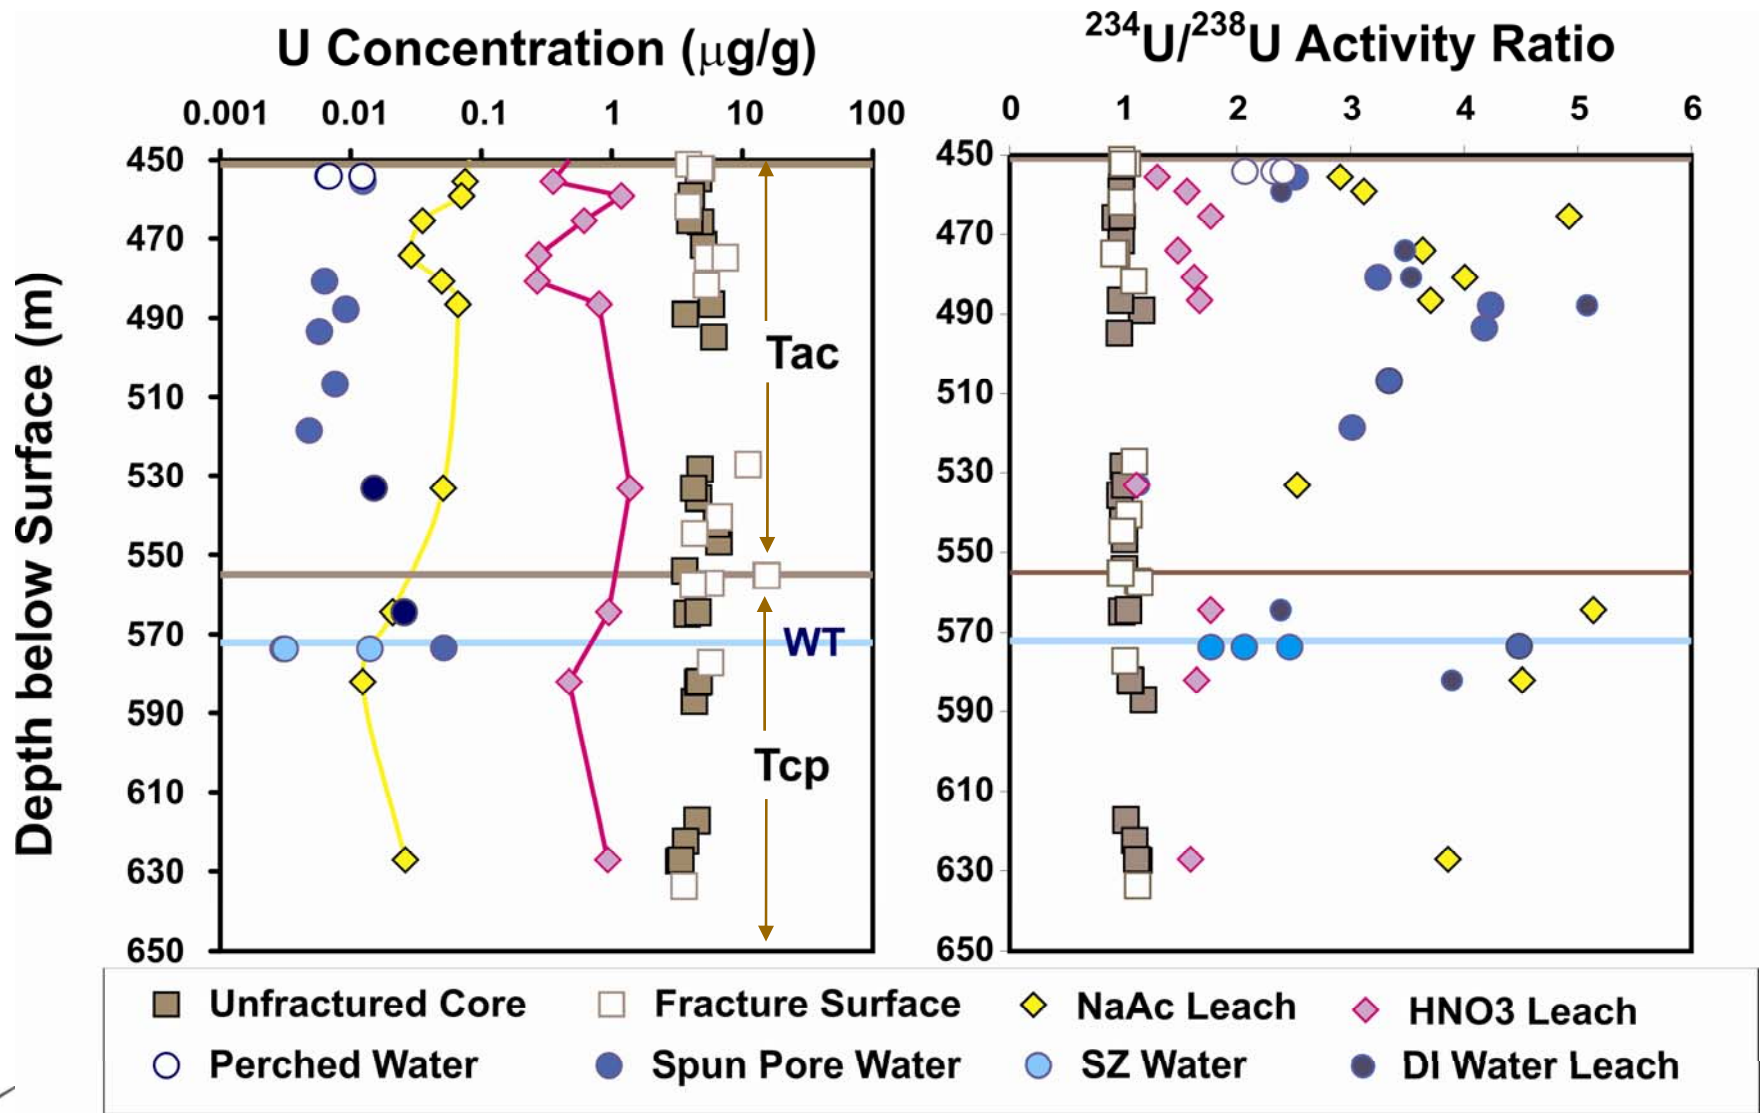 U Concentration (μg/g)
234U/238U Activity Ratio
0.001 0.01 0.1 1 10 100
0 1 2 3 4 5 6
Depth below Surface (m)
450
470
490
510
530
550
570
590
610
630
650
Tac
WT
Tcp
450
470
490
510
530
550
570
590
610
630
650
Unfractured Core Fracture Surface NaAc Leach HNO3 Leach
Perched Water Spun Pore Water SZ Water DI Water Leach